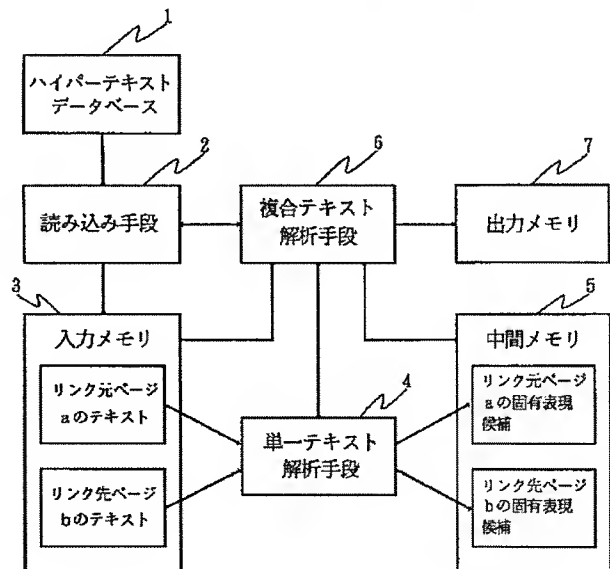 1
ハイパーテキスト
データベース
2
6
7
読み込み手段
複合テキスト
解析手段
出力メモリ
3
5
入力メモリ
中間メモリ
リンク元ページ
aのテキスト
4
リンク元ページ
aの固有表現
候補
単一テキスト
解析手段
リンク先ページ
bのテキスト
リンク先ページ
bの固有表現
候補